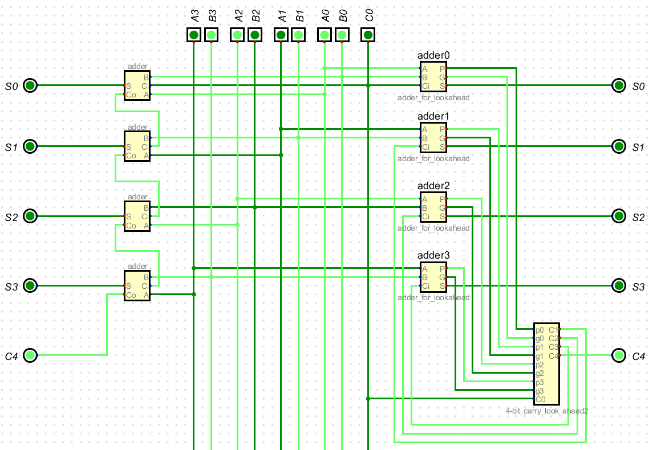 A3 B3 A2 B2 A1 B1 A0 B0 C0
adder0
adder
A P
B G
Ci S
adder_for_lookahead
B
S C
Co A
S0
S0
adder1
adder
A P
B G
Ci S
adder_for_lookahead
B
S C
Co A
S1
S1
adder2
adder
A P
B G
Ci S
adder_for_lookahead
B
S C
Co A
S2
S2
adder3
adder
A P
B G
Ci S
adder_for_lookahead
B
S C
Co A
S3
S3
p0 C1
g0 C2
p1 C3
g1 C4
p2
g2
p3
g3
C0
4-bit_carry_look_ahead2
C4
C4